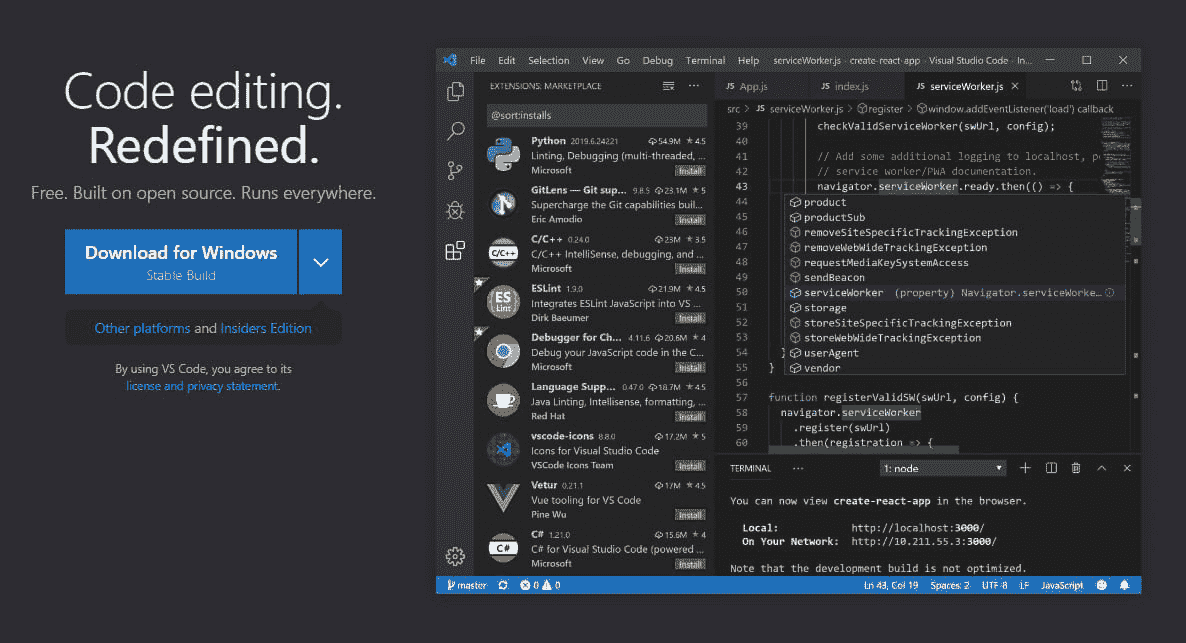 Code editing.
Redefined.
Free. Built on open source. Runs everywhere.
Download for Windows
Stable Build
Other platforms and Insiders Edition
By using VS Code, you agree to its
license and privacy statement.
File Edit Selection View Go Debug Terminal Help serviceWorker.js - create-react-app - Visual Studio Code - In...
EXTENSIONS: MARKETPLACE ...
@sort:installs
Python 2019.6.24221 54.9M ★ 4.5
Linting, Debugging (multi-threaded, ...
Microsoft Install
GitLens — Git sup... 9.8.5 23.1M ★ 5
Supercharge the Git capabilities buil...
Eric Amodio Install
C/C++
C/C++ 0.24.0 23M ★ 3.5
C/C++ IntelliSense, debugging, and ...
Microsoft Install
ES
Lint
ESLint 1.9.0 21.9M ★ 4.5
Integrates ESLint JavaScript into VS ...
Dirk Baeumer Install
Debugger for Ch... 4.11.6 20.6M ★ 4
Debug your JavaScript code in the C...
Microsoft Install
Language Supp... 0.47.0 18.7M ★ 4.5
Java Linting, Intellisense, formatting, ...
Red Hat Install
vscode-icons 8.8.0 17.2M ★ 5
Icons for Visual Studio Code
VSCode Icons Team Install
Vetur 0.21.1 17M ★ 4.5
Vue tooling for VS Code
Pine Wu Install
C#
C# 1.21.0 15.6M ★ 4
C# for Visual Studio Code (powered ...
Microsoft Install
JS App.js JS index.js JS serviceWorker.js ...
src > JS serviceWorker.js > register > window.addEventListener('load') callback
39 checkValidServiceWorker(swUrl, config);
40
41 // Add some additional logging to localhost, p
42 // service worker/PWA documentation.
43 navigator.serviceWorker.ready.then(() => {
44 product
45 productSub
46 removeSiteSpecificTrackingException
47 removeWebWideTrackingException
48 requestMediaKeySystemAccess
49 sendBeacon
50 serviceWorker (property) Navigator.serviceWorke...
51 storage
52 storeSiteSpecificTrackingException
53 storeWebWideTrackingException
54 } userAgent
55 } vendor
56
57 function registerValidSW(swUrl, config) {
58 navigator.serviceWorker
59 .register(swUrl)
60 .then(registration => {
TERMINAL ... 1: node
You can now view create-react-app in the browser.
Local: http://localhost:3000/
On Your Network: http://10.211.55.3:3000/
Note that the development build is not optimized.
master 0 0 Ln 43, Col 19 Spaces: 2 UTF-8 LF JavaScript